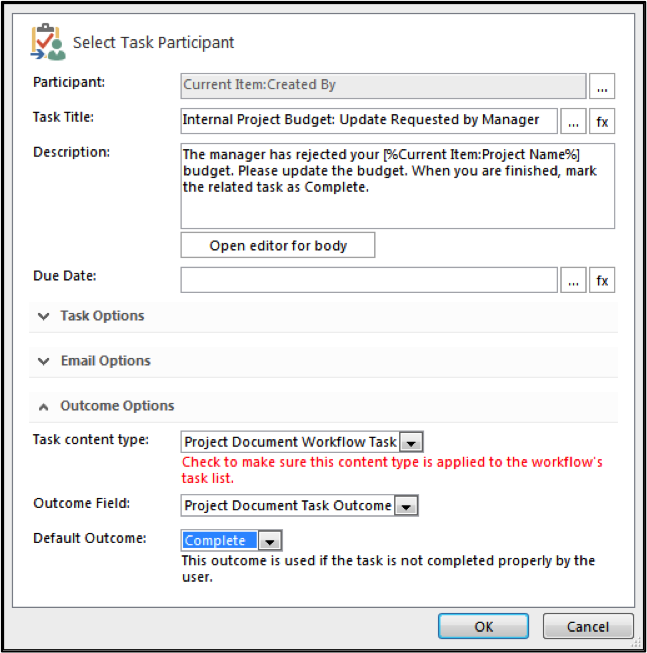 Select Task Participant
Participant:
Current Item:Created By
...
Task Title:
Internal Project Budget: Update Requested by Manager
...
fx
Description:
The manager has rejected your [%Current Item:Project Name%]
budget. Please update the budget. When you are finished, mark
the related task as Complete.
Open editor for body
Due Date:
...
fx
Task Options
Email Options
Outcome Options
Task content type:
Project Document Workflow Task
Check to make sure this content type is applied to the workflow's
task list.
Outcome Field:
Project Document Task Outcome
Default Outcome:
Complete
This outcome is used if the task is not completed properly by the
user.
OK
Cancel